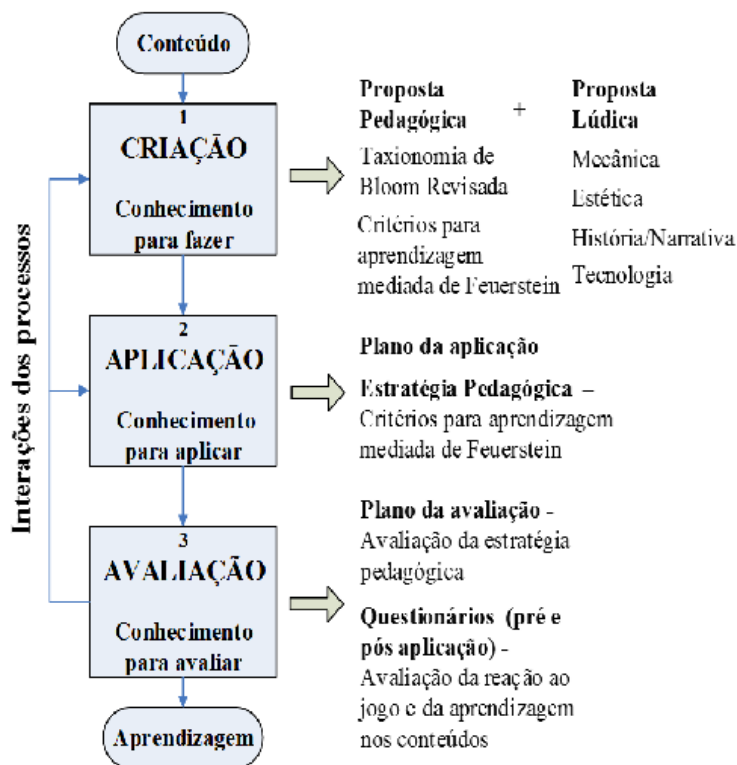 Conteúdo
1
CRIAÇÃO
Conhecimento
para fazer
Proposta
Pedagógica
Taxionomia de
Bloom Revisada
Critérios para
aprendizagem
mediada de Feuerstein
+
Proposta
Lúdica
Mecânica
Estética
História/Narrativa
Tecnologia
Interações dos processos
2
APLICAÇÃO
Conhecimento
para aplicar
Plano da aplicação
Estratégia Pedagógica –
Critérios para aprendizagem
mediada de Feuerstein
3
AVALIAÇÃO
Conhecimento
para avaliar
Plano da avaliação -
Avaliação da estratégia
pedagógica
Questionários (pré e
pós aplicação) -
Avaliação da reação ao
jogo e da aprendizagem
nos conteúdos
Aprendizagem